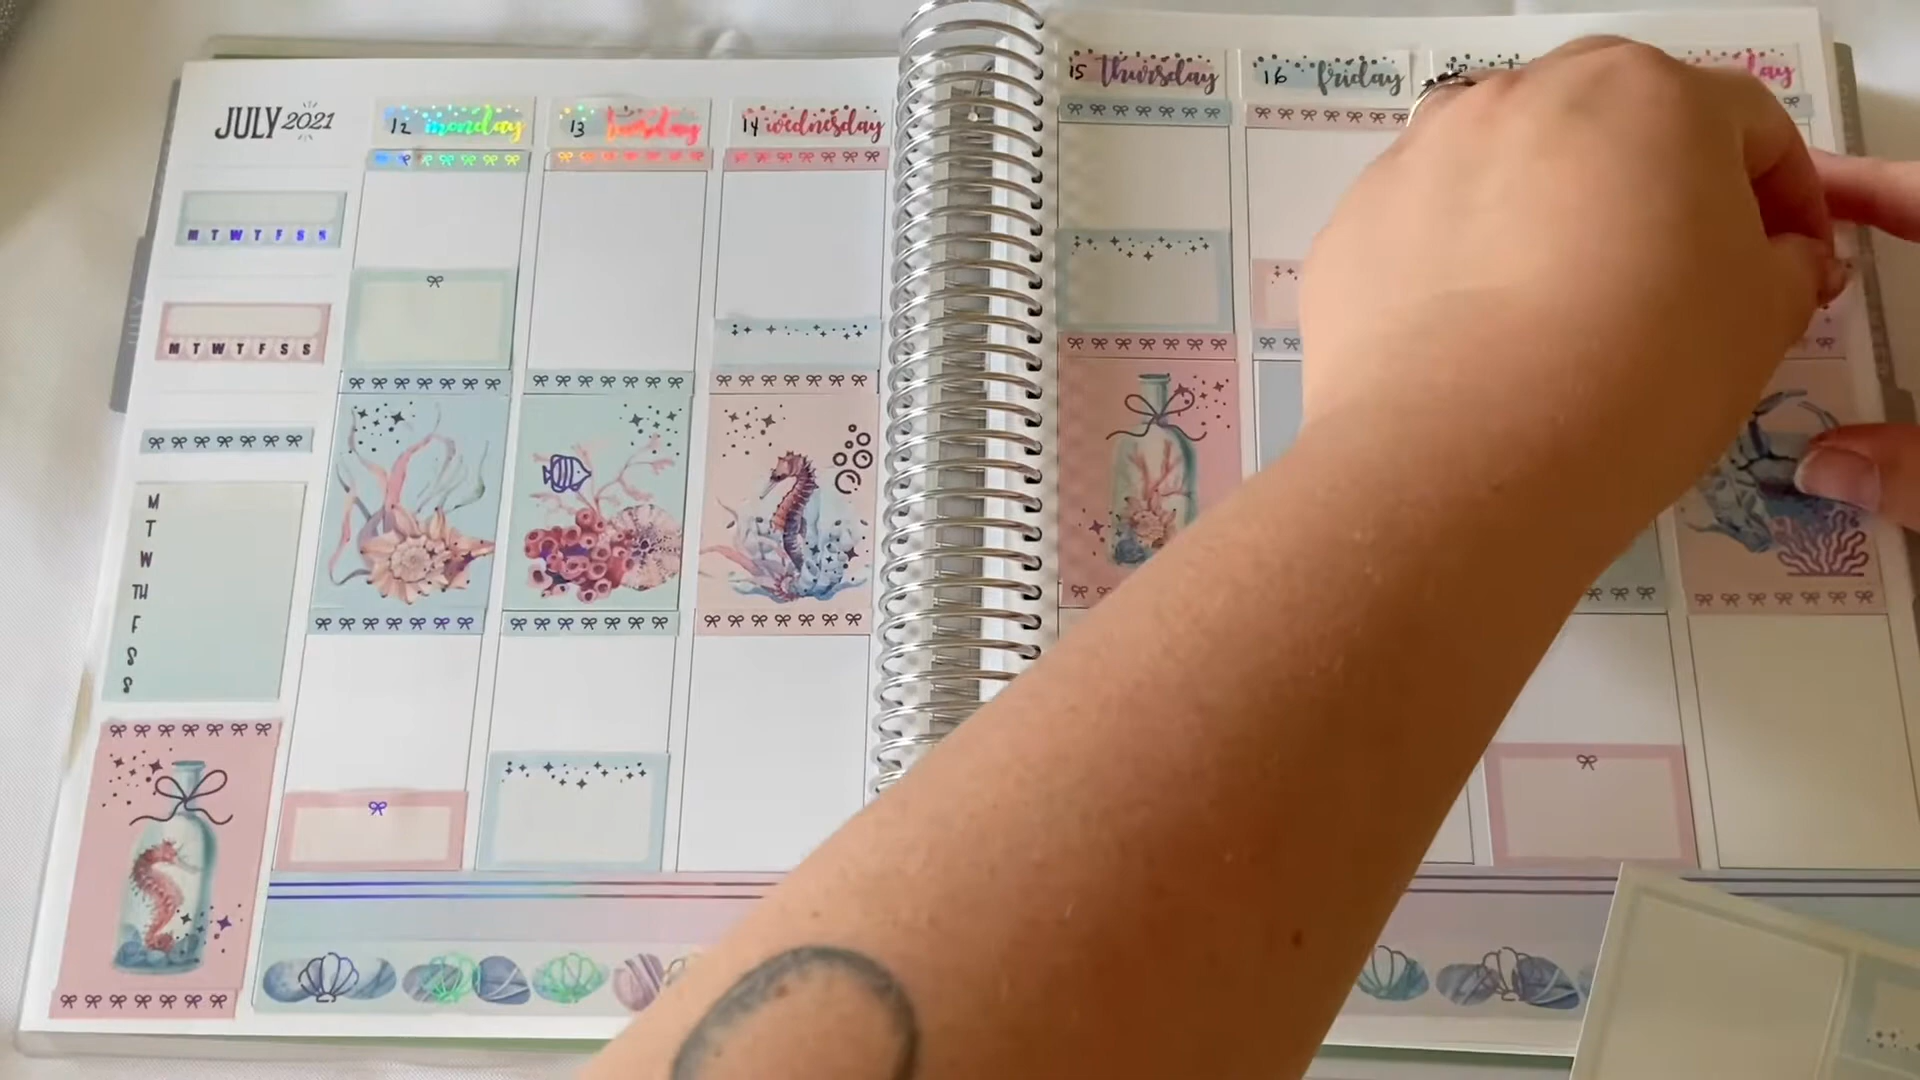 JULY 2021
12 monday
13 tuesday
14 wednesday
15 thursday
16 friday
M T W T F S S
M T W T F S S
M
T
W
TH
F
S
S